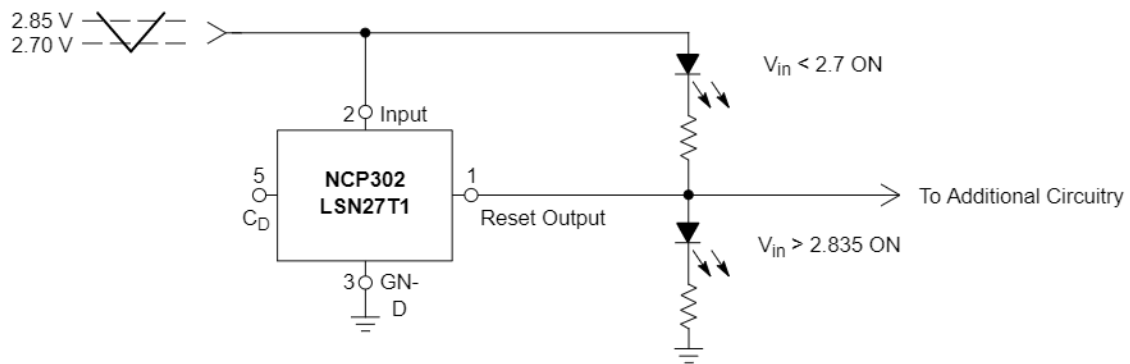 2.85 V
2.70 V
Vin < 2.7 ON
2 Input
NCP302
LSN27T1
5
CD
1
Reset Output
To Additional Circuitry
Vin > 2.835 ON
3 GN-
D